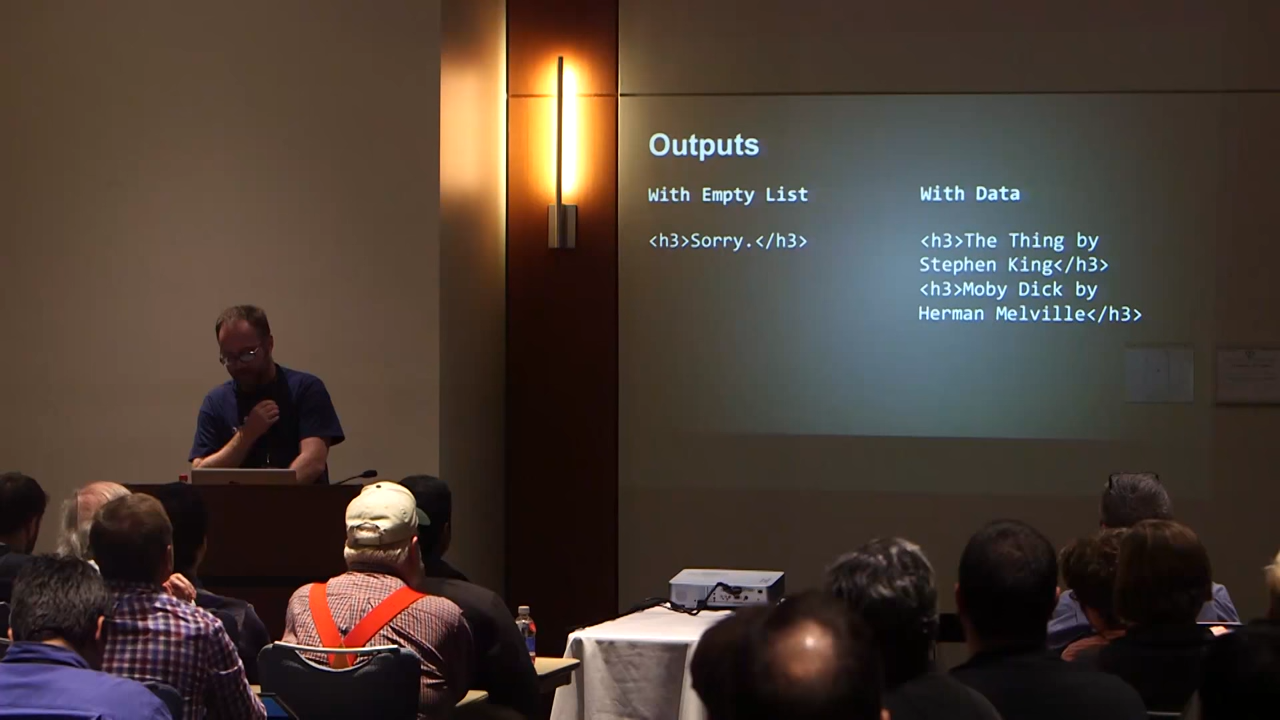 Outputs
With Empty List
<h3>Sorry.</h3>
With Data
<h3>The Thing by
Stephen King</h3>
<h3>Moby Dick by
Herman Melville</h3>